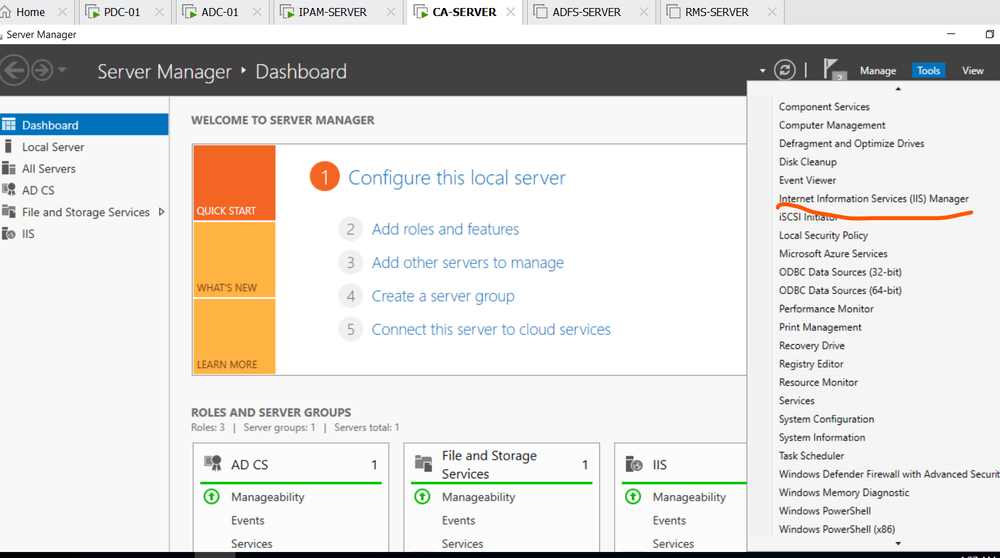 Home
PDC-01
ADC-01
IPAM-SERVER
CA-SERVER
ADFS-SERVER
RMS-SERVER
Server Manager
Server Manager
Dashboard
2
Manage
Tools
View
Dashboard
Local Server
All Servers
AD CS
File and Storage Services
IIS
WELCOME TO SERVER MANAGER
QUICK START
WHAT'S NEW
LEARN MORE
1 Configure this local server
2 Add roles and features
3 Add other servers to manage
4 Create a server group
5 Connect this server to cloud services
ROLES AND SERVER GROUPS
Roles: 3 | Server groups: 1 | Servers total: 1
AD CS 1
Manageability
Events
Services
File and Storage
Services 1
Manageability
Events
Services
IIS
Manageability
Events
Services
Component Services
Computer Management
Defragment and Optimize Drives
Disk Cleanup
Event Viewer
Internet Information Services (IIS) Manager
iSCSI Initiator
Local Security Policy
Microsoft Azure Services
ODBC Data Sources (32-bit)
ODBC Data Sources (64-bit)
Performance Monitor
Print Management
Recovery Drive
Registry Editor
Resource Monitor
Services
System Configuration
System Information
Task Scheduler
Windows Defender Firewall with Advanced Securit
Windows Memory Diagnostic
Windows PowerShell
Windows PowerShell (x86)